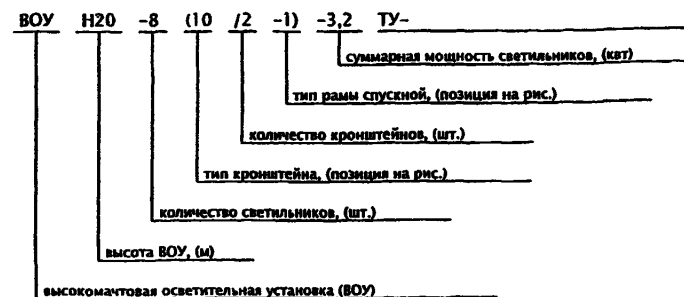 ВОУ Н20 -8 (10 /2 -1) -3,2 ТУ-
суммарная мощность светильников, (квт)
тип рамы спускной, (позиция на рис.)
количество кронштейнов, (шт.)
тип кронштейна, (позиция на рис.)
количество светильников, (шт.)
высота ВОУ, (м)
высокомачтовая осветительная установка (ВОУ)